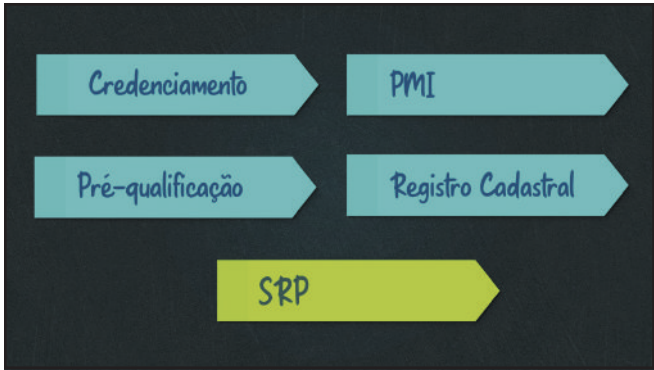 Credenciamento
PMI
Pré-qualificação
Registro Cadastral
SRP